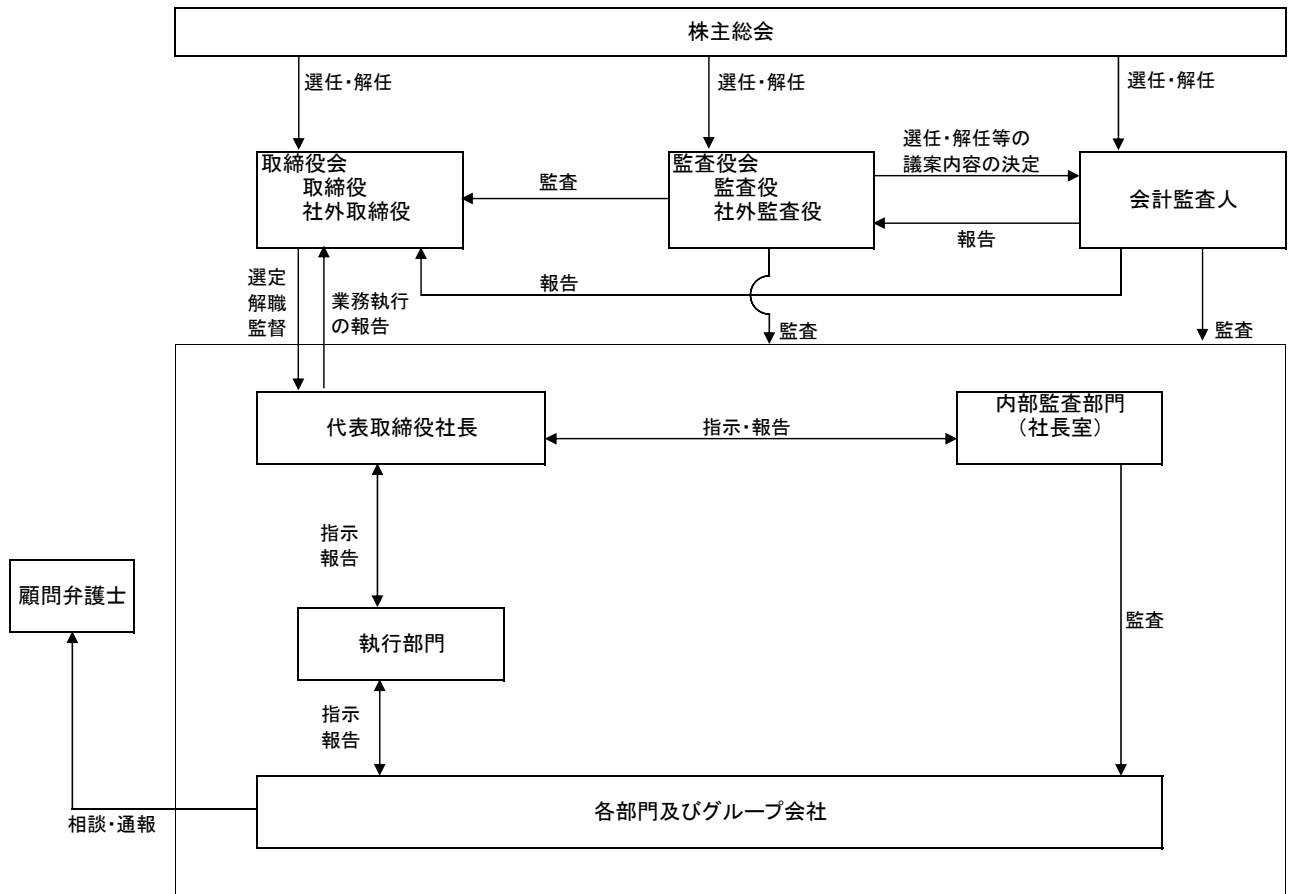 株主総会
選任・解任
選任・解任
選任・解任
取締役会
取締役
社外取締役
監査
監査役会
監査役
社外監査役
選任・解任等の
議案内容の決定
報告
会計監査人
選定
解職
監督
業務執行
の報告
報告
監査
監査
代表取締役社長
指示・報告
内部監査部門
（社長室）
指示
報告
顧問弁護士
執行部門
監査
指示
報告
各部門及びグループ会社
相談・通報